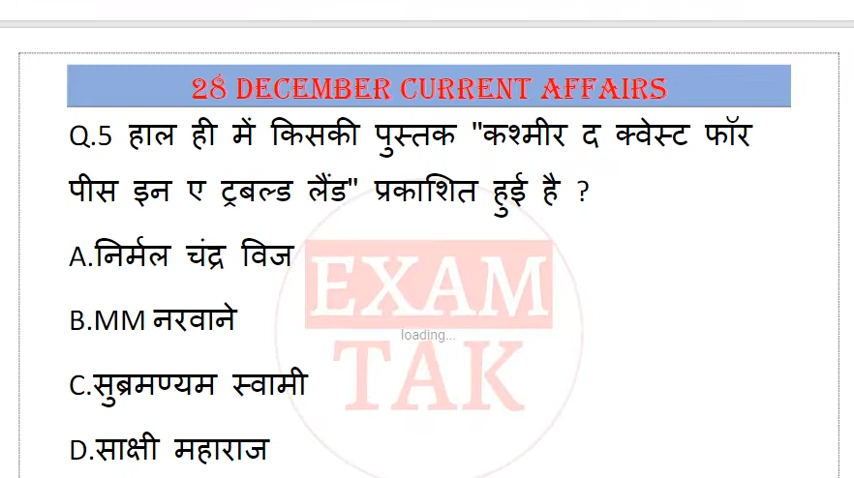 28 DECEMBER CURRENT AFFAIRS
Q.5 हाल ही में किसकी पुस्तक "कश्मीर द क्वेस्ट फॉर
पीस इन ए ट्रबल्ड लैंड" प्रकाशित हुई है ?
A.निर्मल चंद्र विज
EXAM
B.MM नरवाने
loading...
TAK
C.सुब्रमण्यम स्वामी
D.साक्षी महाराज